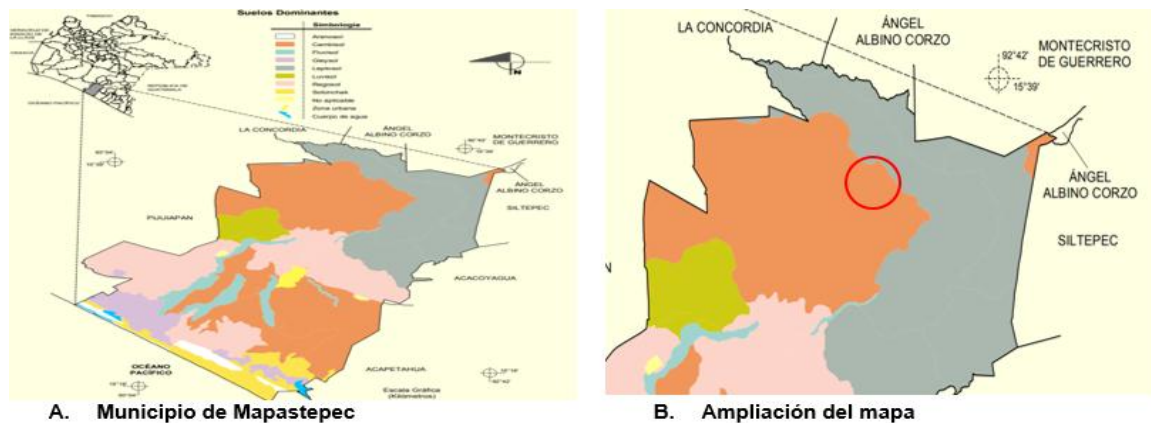 Suelos Dominantes
Simbología
Arenosol
Cambisol
Fluvisol
Gleysol
Leptosol
Luvisol
Regosol
Solonchak
No aplicable
Zona urbana
Cuerpo de agua
N
LA CONCORDIA
ÁNGEL
ALBINO CORZO
MONTECRISTO
DE GUERRERO
ÁNGEL
ALBINO CORZO
SILTEPEC
PIJIJIAPAN
ACACOYAGUA
OCÉANO
PACÍFICO
ACAPETAHUA
Escala Gráfica
(Kilómetros)
A. Municipio de Mapastepec
LA CONCORDIA
ÁNGEL
ALBINO CORZO
MONTECRISTO
DE GUERRERO
92°42'
15°39'
ÁNGEL
ALBINO CORZO
SILTEPEC
N
B. Ampliación del mapa